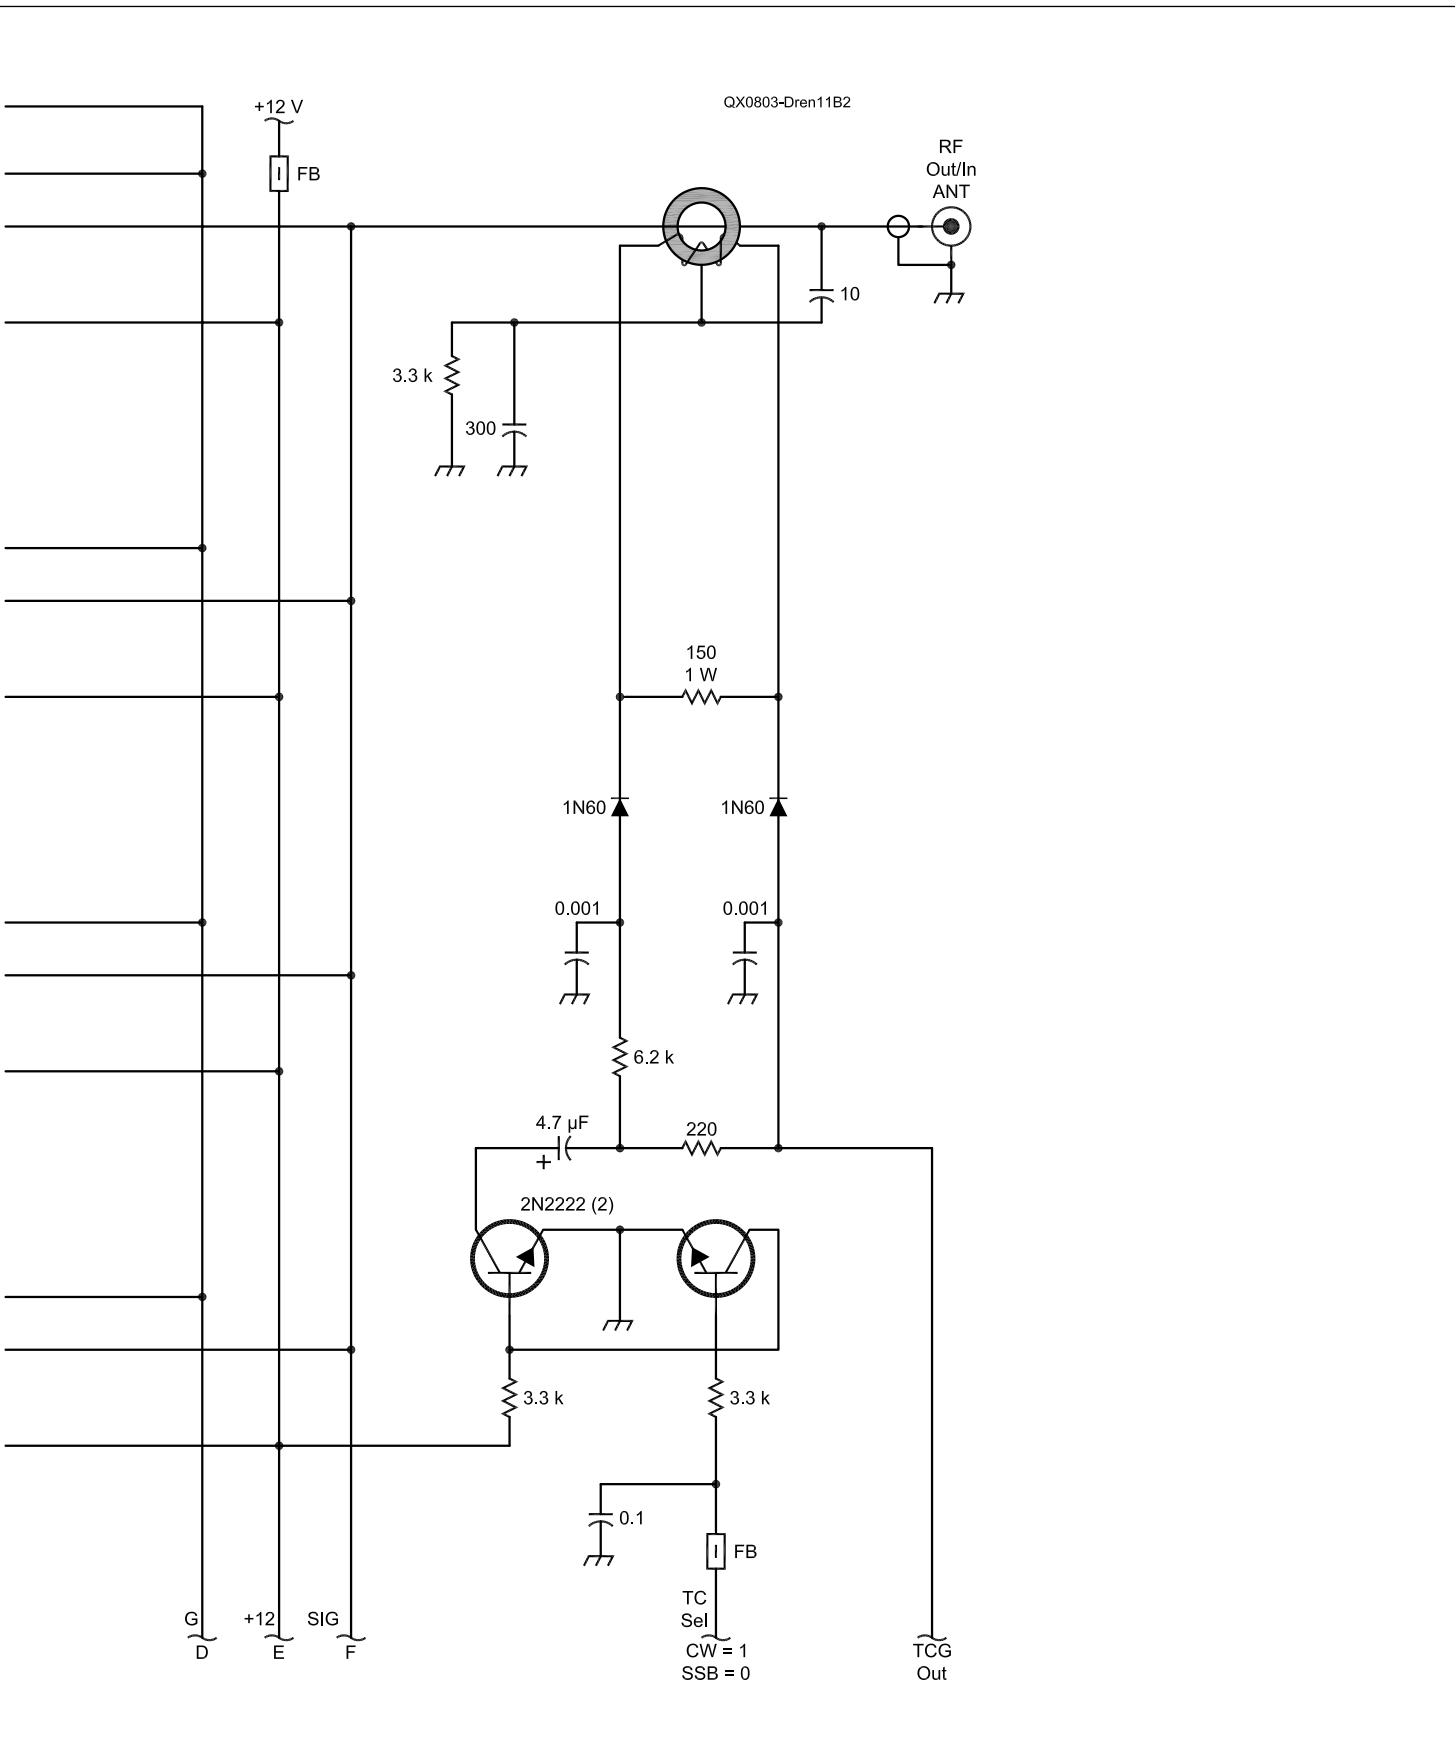 QX0803-Dren11B2
+12 V
FB
RF
Out/In
ANT
10
3.3 k
300
150
1 W
1N60
1N60
0.001
0.001
6.2 k
4.7 µF
+
220
2N2222 (2)
3.3 k
3.3 k
0.1
FB
TC
Sel
CW = 1
SSB = 0
G
D
+12
E
SIG
F
TCG
Out